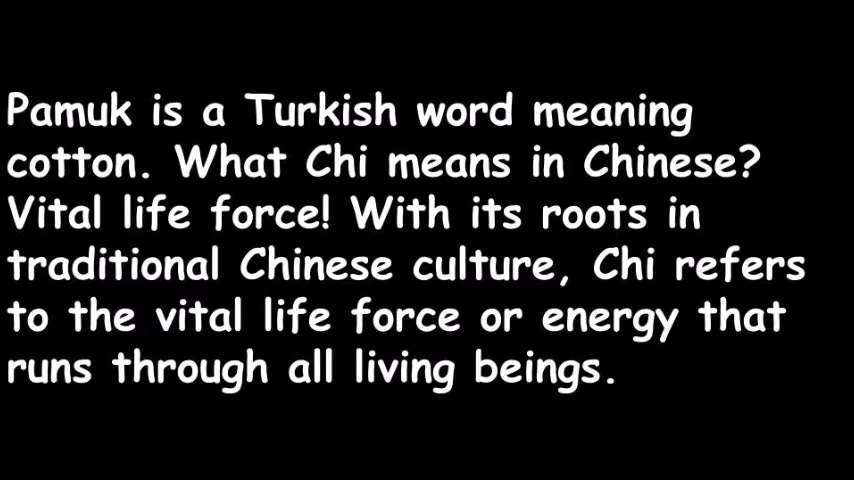 Pamuk is a Turkish word meaning
cotton. What Chi means in Chinese?
Vital life force! With its roots in
traditional Chinese culture, Chi refers
to the vital life force or energy that
runs through all living beings.